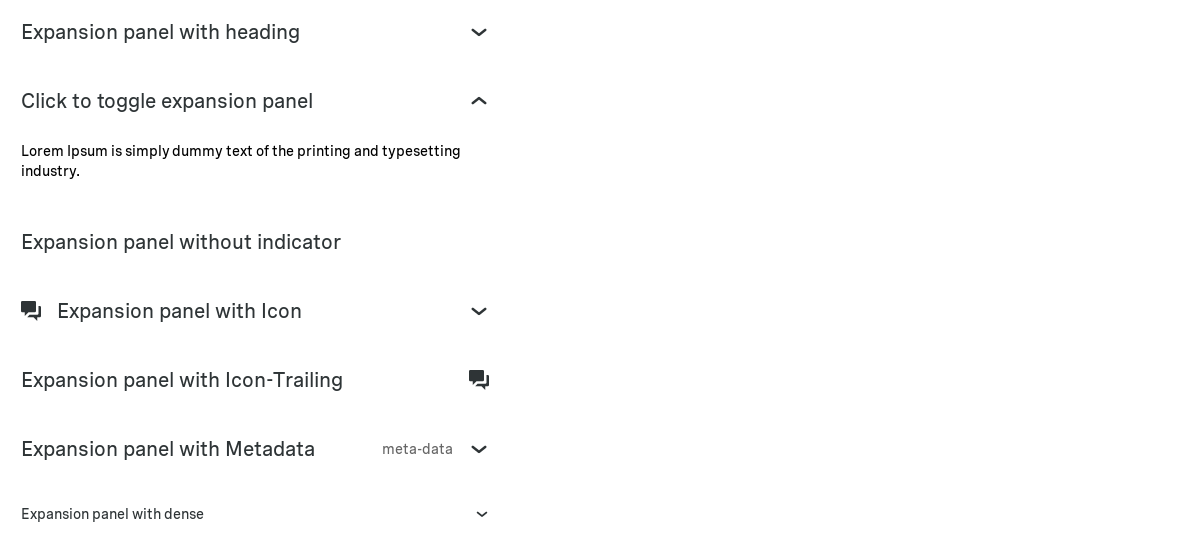 Expansion panel with heading
Click to toggle expansion panel
Lorem Ipsum is simply dummy text of the printing and typesetting
industry.
Expansion panel without indicator
Expansion panel with Icon
Expansion panel with Icon-Trailing
Expansion panel with Metadata meta-data
Expansion panel with dense